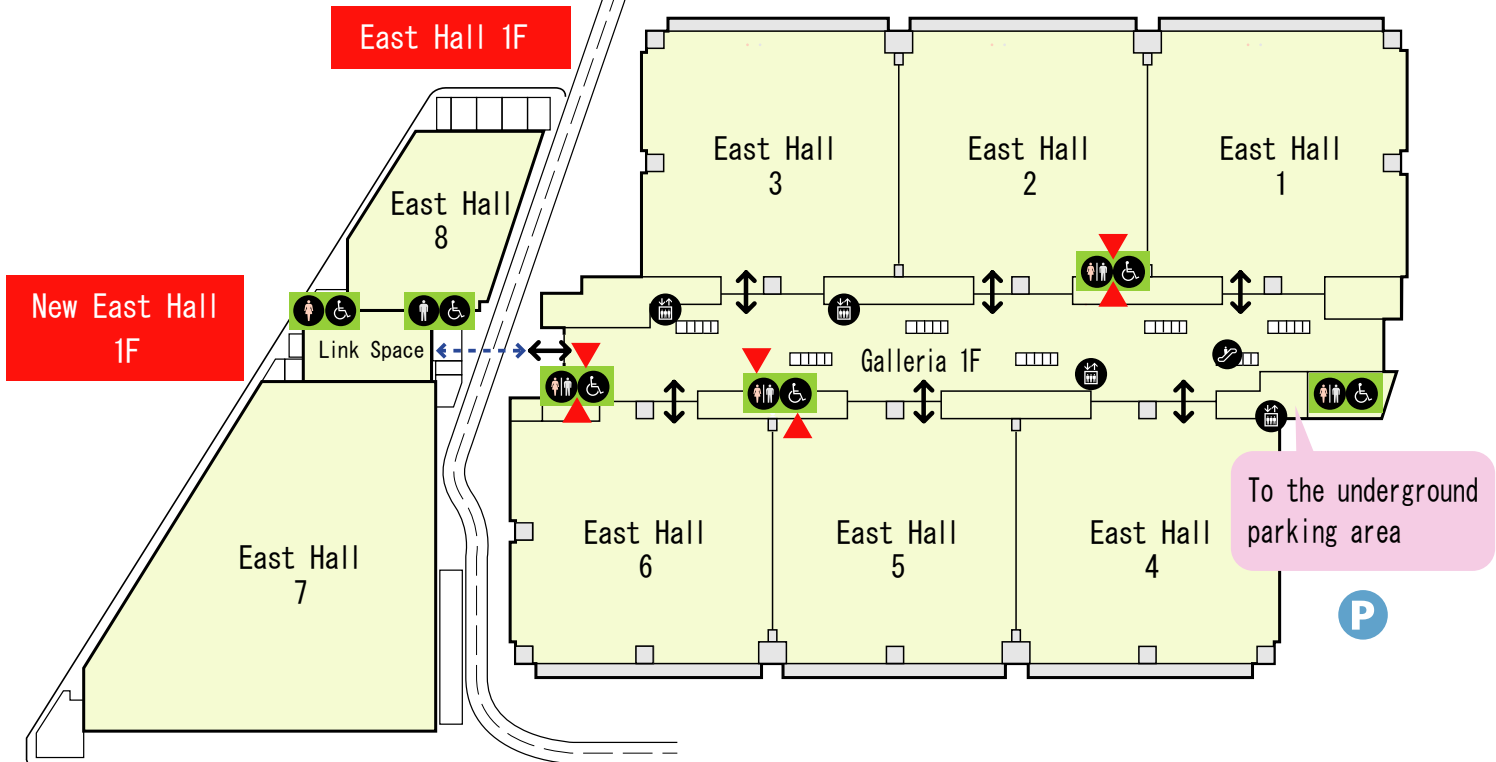 East Hall 1F
East Hall
3
East Hall
2
East Hall
1
East Hall
8
New East Hall
1F
Link Space
Galleria 1F
East Hall
7
East Hall
6
East Hall
5
East Hall
4
To the underground
parking area
P